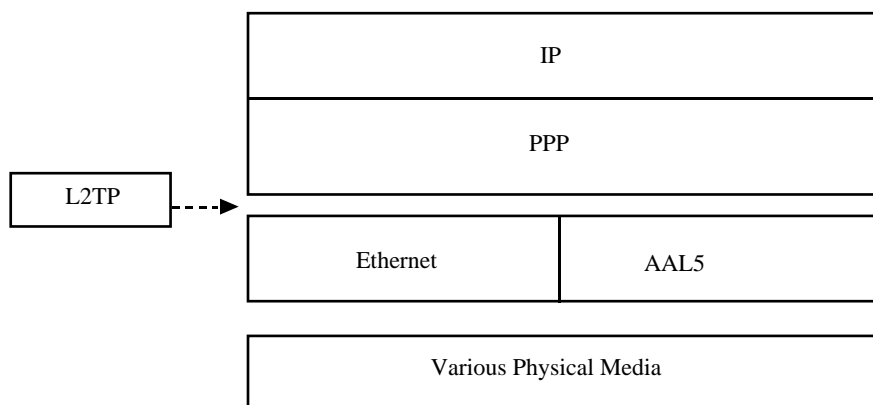 IP
PPP
L2TP
Ethernet
AAL5
Various Physical Media